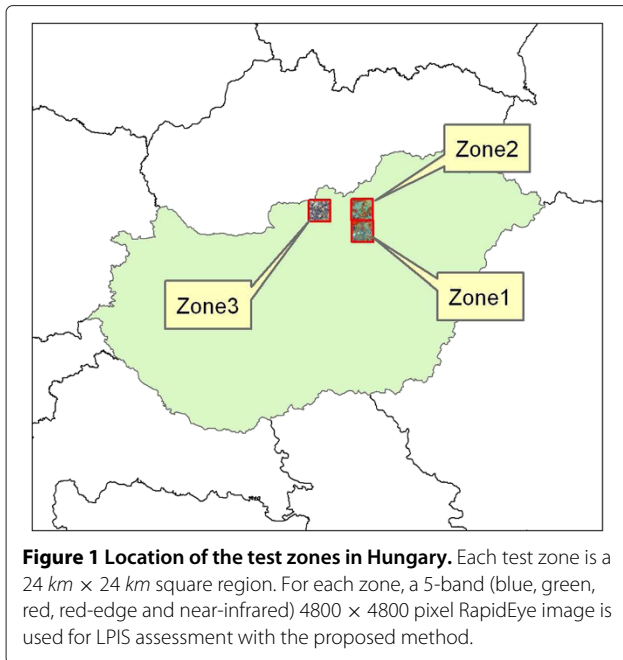 Zone2
Zone3
Zone1
Figure 1 Location of the test zones in Hungary. Each test zone is a
24 km × 24 km square region. For each zone, a 5-band (blue, green,
red, red-edge and near-infrared) 4800 × 4800 pixel RapidEye image is
used for LPIS assessment with the proposed method.